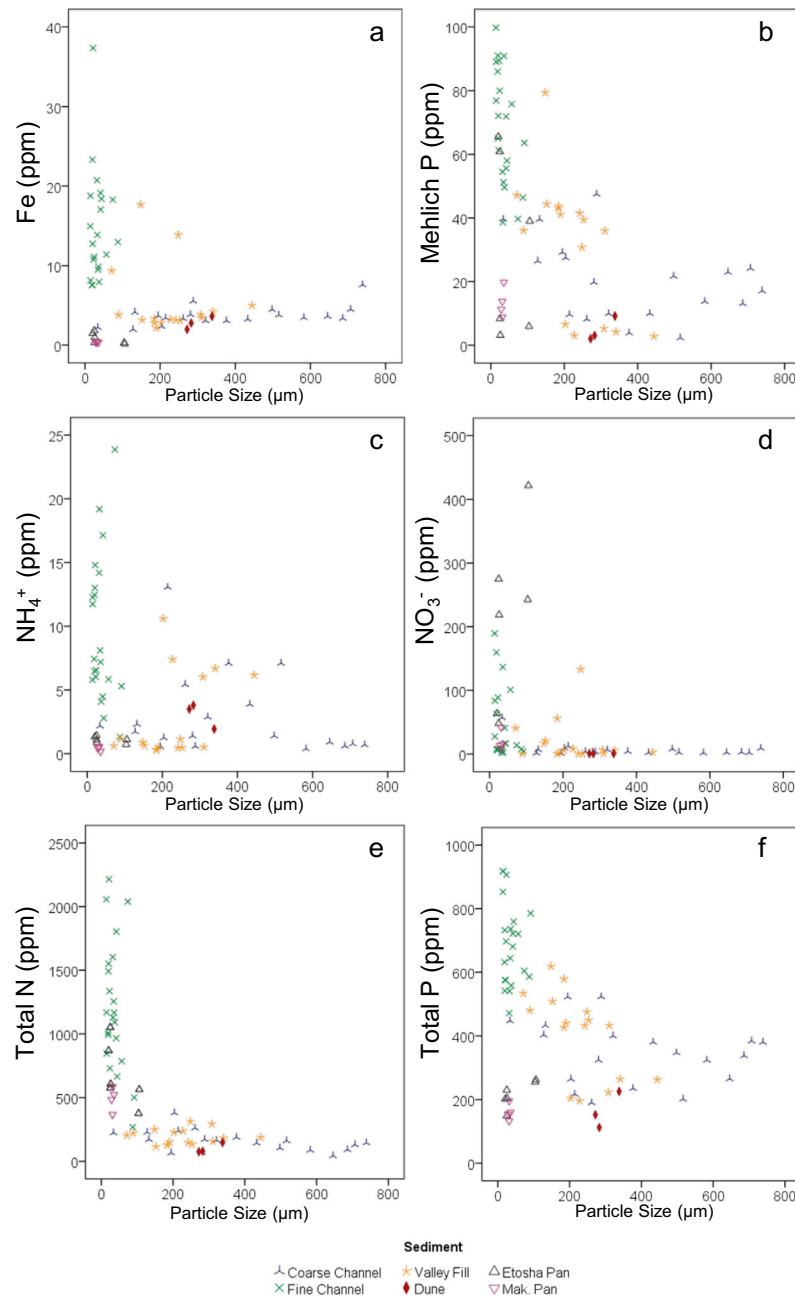 a
40
30
20
10
0
Fe (ppm)
0 200 400 600 800
Particle Size (µm)
b
100
80
60
40
20
0
Mehlich P (ppm)
0 200 400 600 800
Particle Size (µm)
c
25
20
15
10
5
0
NH₄⁺ (ppm)
0 200 400 600 800
Particle Size (µm)
d
500
400
300
200
100
0
NO₃⁻ (ppm)
0 200 400 600 800
Particle Size (µm)
e
2500
2000
1500
1000
500
0
Total N (ppm)
0 200 400 600 800
Particle Size (µm)
f
1000
800
600
400
200
0
Total P (ppm)
0 200 400 600 800
Particle Size (µm)
Sediment
Coarse Channel Valley Fill Etosha Pan
Fine Channel Dune Mak. Pan